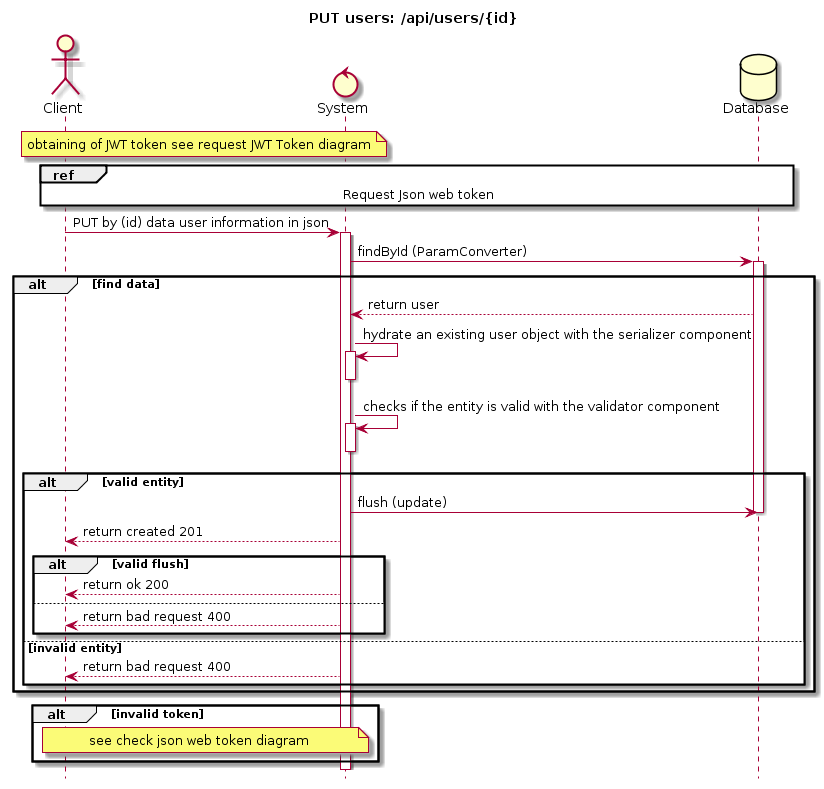 PUT users: /api/users/{id}
Client
System
Database
obtaining of JWT token see request JWT Token diagram
ref
Request Json web token
PUT by (id) data user information in json
findById (ParamConverter)
alt [find data]
return user
hydrate an existing user object with the serializer component
checks if the entity is valid with the validator component
alt [valid entity]
flush (update)
return created 201
alt [valid flush]
return ok 200
return bad request 400
[invalid entity]
return bad request 400
alt [invalid token]
see check json web token diagram